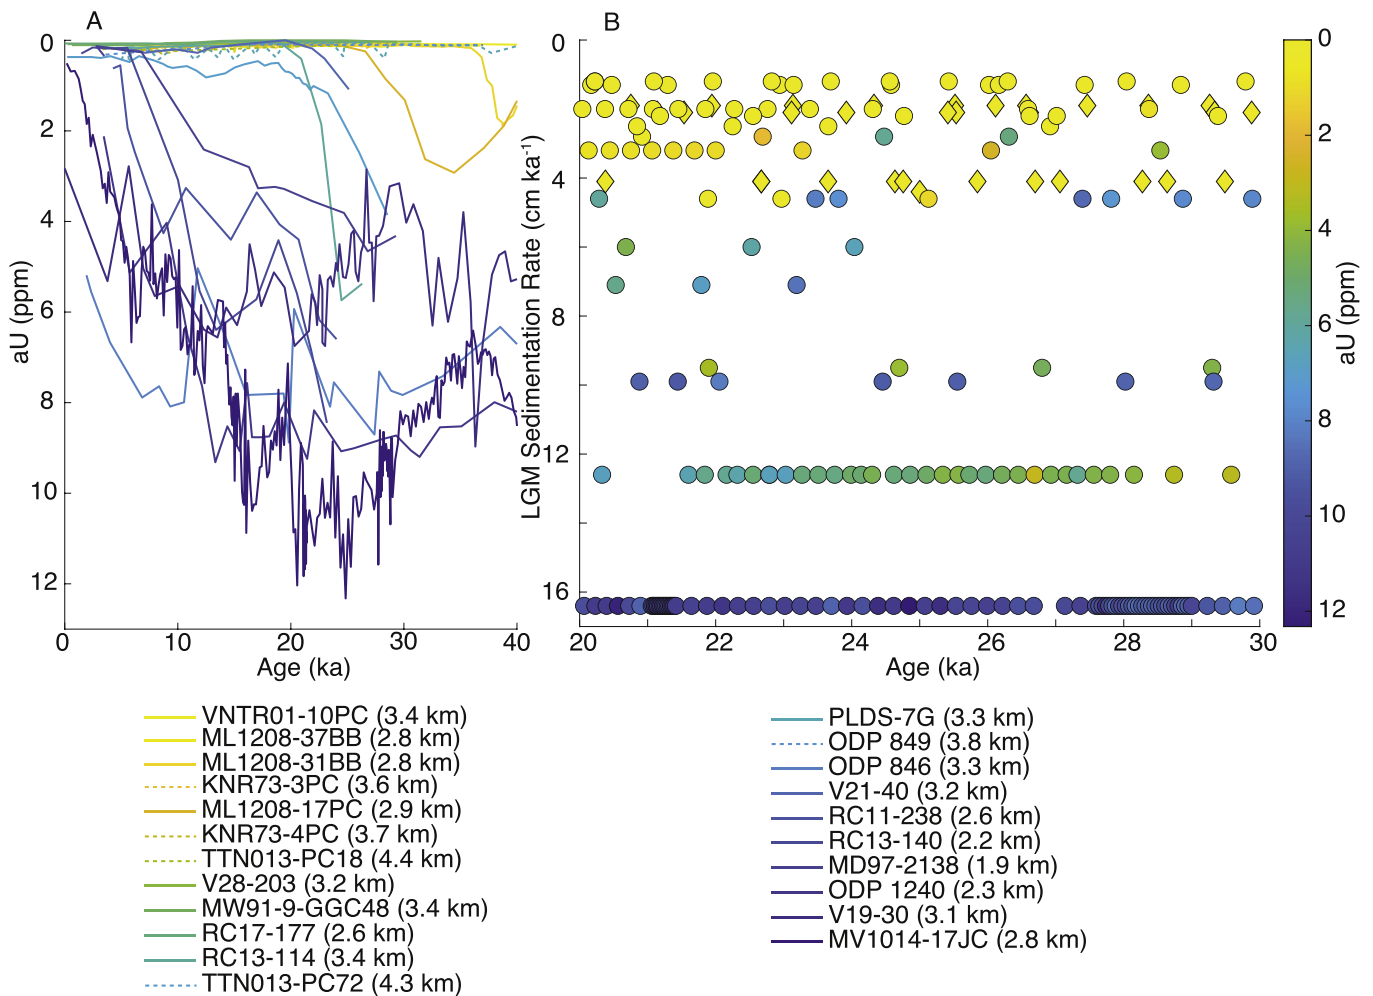 A
B
0
2
4
6
8
10
12
aU (ppm)
0
10
20
30
40
Age (ka)
0
4
8
12
16
LGM Sedimentation Rate (cm ka-1)
20
22
24
26
28
30
Age (ka)
0
2
4
6
8
10
12
aU (ppm)
VNTR01-10PC (3.4 km)
ML1208-37BB (2.8 km)
ML1208-31BB (2.8 km)
KNR73-3PC (3.6 km)
ML1208-17PC (2.9 km)
KNR73-4PC (3.7 km)
TTN013-PC18 (4.4 km)
V28-203 (3.2 km)
MW91-9-GGC48 (3.4 km)
RC17-177 (2.6 km)
RC13-114 (3.4 km)
TTN013-PC72 (4.3 km)
PLDS-7G (3.3 km)
ODP 849 (3.8 km)
ODP 846 (3.3 km)
V21-40 (3.2 km)
RC11-238 (2.6 km)
RC13-140 (2.2 km)
MD97-2138 (1.9 km)
ODP 1240 (2.3 km)
V19-30 (3.1 km)
MV1014-17JC (2.8 km)